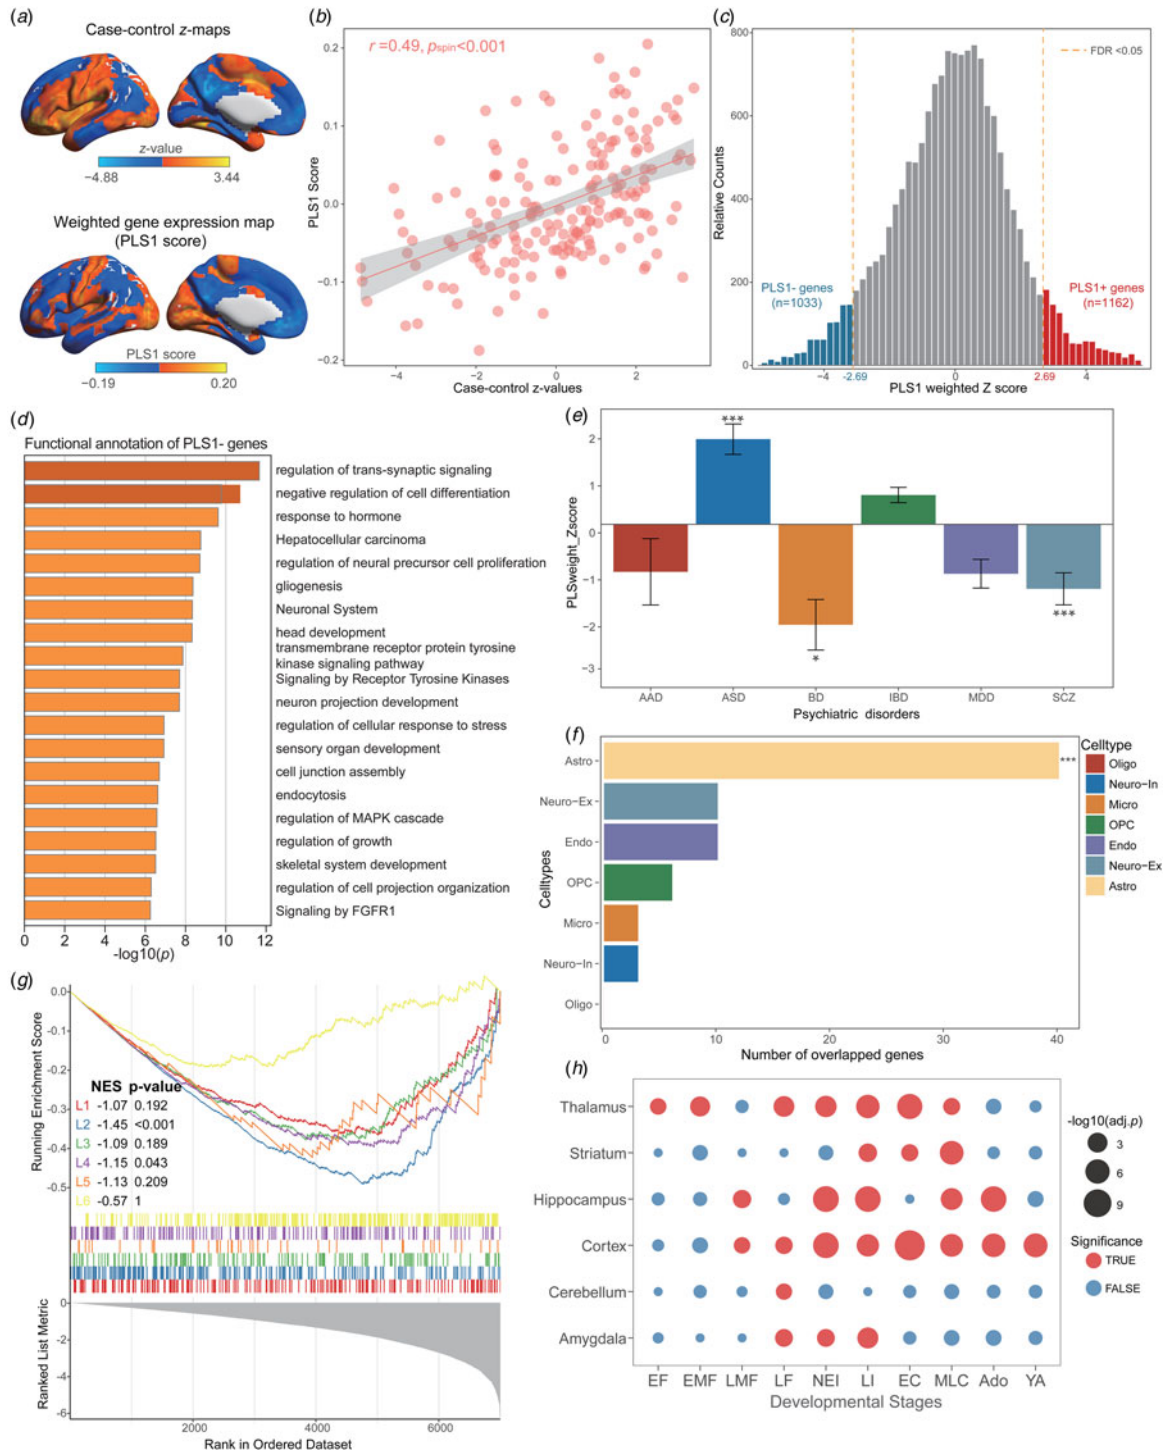 (a)
Case-control z-maps
z-value
−4.88
3.44
Weighted gene expression map
(PLS1 score)
PLS1 score
−0.19
0.20
(b)
r =0.49, pspin<0.001
PLS1 Score
0.2
0.1
0.0
−0.1
−0.2
−4
−2
0
2
Case-control z-values
(c)
Relative Counts
800
600
400
200
0
FDR <0.05
PLS1- genes
(n=1033)
PLS1+ genes
(n=1162)
−4
-2.69
0
2.69
4
PLS1 weighted Z score
(d)
Functional annotation of PLS1- genes
regulation of trans-synaptic signaling
negative regulation of cell differentiation
response to hormone
Hepatocellular carcinoma
regulation of neural precursor cell proliferation
gliogenesis
Neuronal System
head development
transmembrane receptor protein tyrosine
kinase signaling pathway
Signaling by Receptor Tyrosine Kinases
neuron projection development
regulation of cellular response to stress
sensory organ development
cell junction assembly
endocytosis
regulation of MAPK cascade
regulation of growth
skeletal system development
regulation of cell projection organization
Signaling by FGFR1
0 2 4 6 8 10 12
-log10(p)
(e)
PLSweight_Zscore
2
1
0
−1
−2
−3
***
*
***
AAD ASD BD IBD MDD SCZ
Psychiatric disorders
(f)
Celltypes
Astro
Neuro−Ex
Endo
OPC
Micro
Neuro−In
Oligo
***
0 10 20 30 40
Number of overlapped genes
Celltype
Oligo
Neuro−In
Micro
OPC
Endo
Neuro−Ex
Astro
(g)
Running Enrichment Score
0.0
-0.1
-0.2
-0.3
-0.4
-0.5
NES p-value
L1 -1.07 0.192
L2 -1.45 <0.001
L3 -1.09 0.189
L4 -1.15 0.043
L5 -1.13 0.209
L6 -0.57 1
Ranked List Metric
0
-2
-4
-6
2000 4000 6000
Rank in Ordered Dataset
(h)
Thalamus
Striatum
Hippocampus
Cortex
Cerebellum
Amygdala
EF EMF LMF LF NEI LI EC MLC Ado YA
Developmental Stages
-log10(adj.p)
3
6
9
Significance
TRUE
FALSE